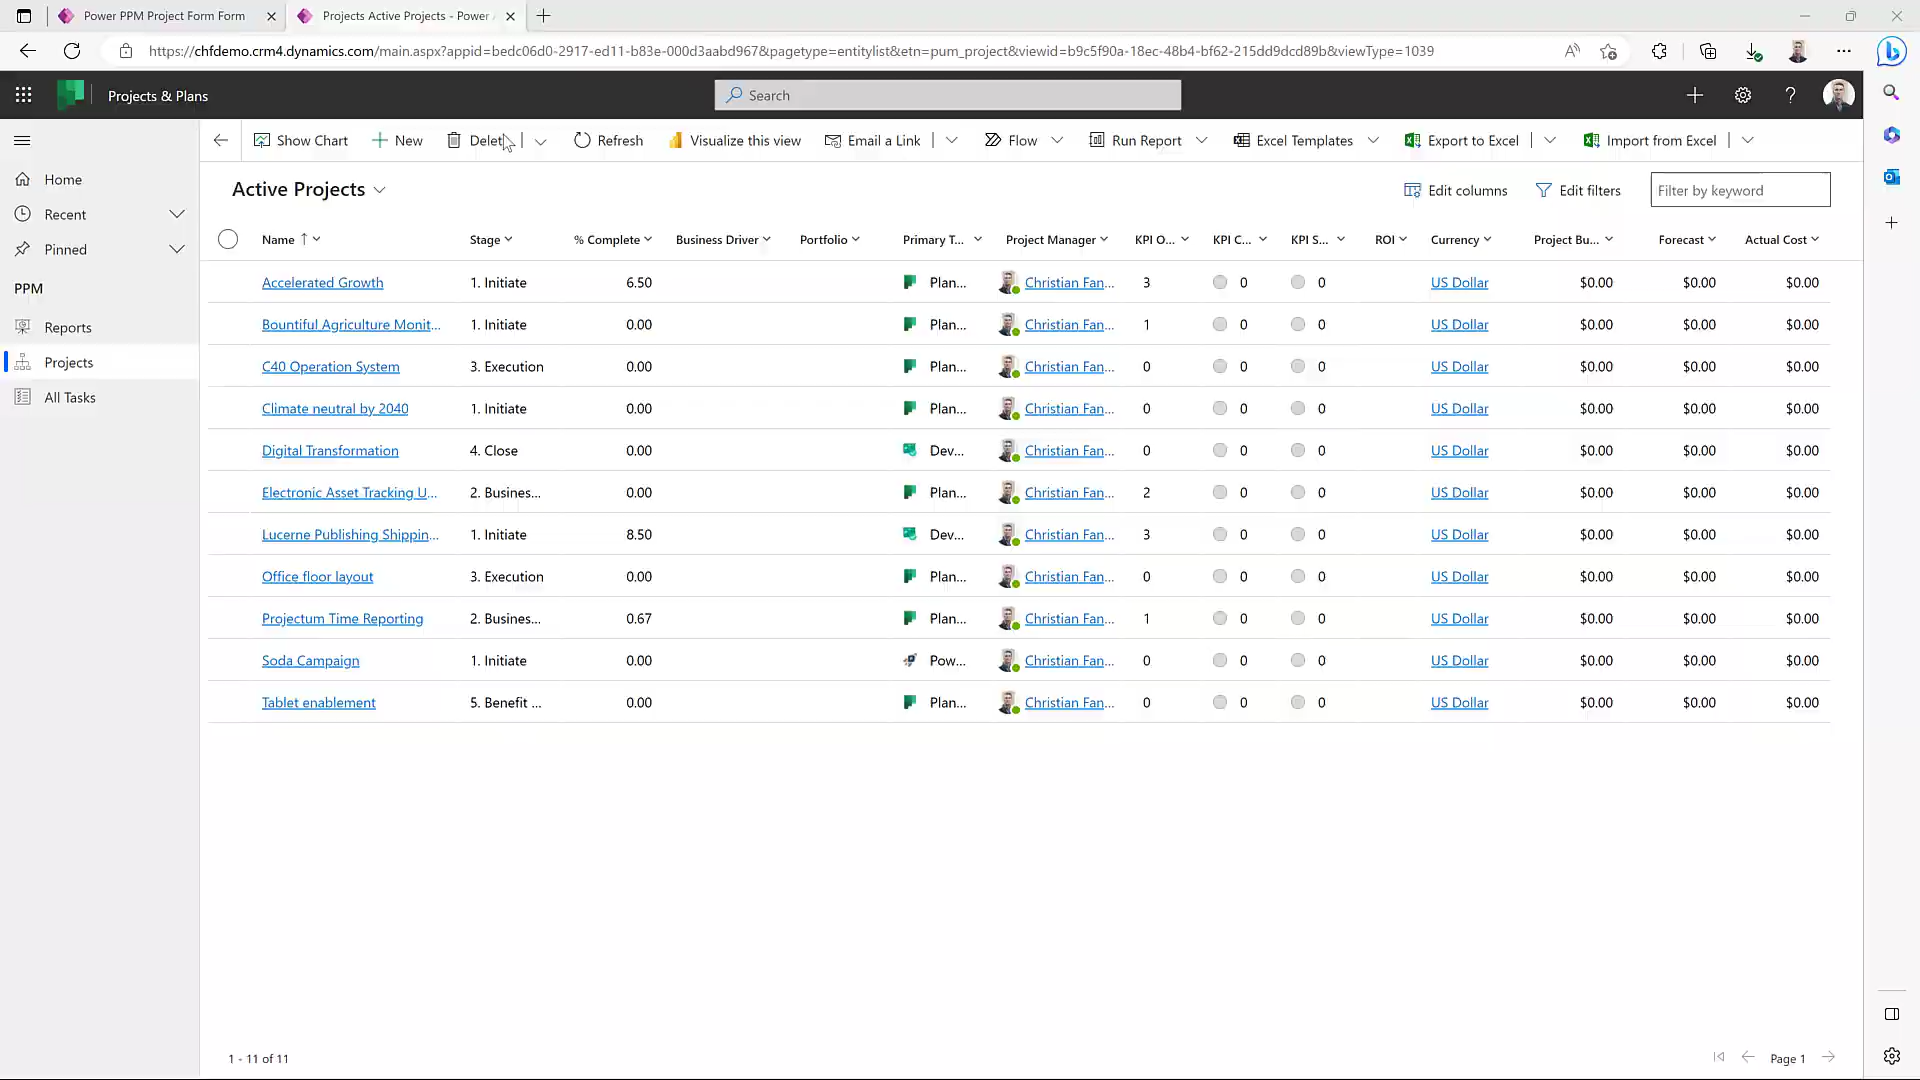 Power PPM Project Form Form
Projects Active Projects - Power
https://chfdemo.crm4.dynamics.com/main.aspx?appid=bedc06d0-2917-ed11-b83e-000d3aabd967&pagetype=entitylist&etn=pum_project&viewid=b9c5f90a-18ec-48b4-bf62-215dd9dcd89b&viewType=1039
Projects & Plans
Search
Show Chart
New
Delet
Refresh
Visualize this view
Email a Link
Flow
Run Report
Excel Templates
Export to Excel
Import from Excel
Home
Recent
Pinned
PPM
Reports
Projects
All Tasks
Active Projects
Edit columns
Edit filters
Filter by keyword
Name ↑ Stage % Complete Business Driver Portfolio Primary T... Project Manager KPI O... KPI C... KPI S... ROI Currency Project Bu... Forecast Actual Cost
Accelerated Growth 1. Initiate 6.50 Plan... Christian Fan... 3 0 0 US Dollar $0.00 $0.00 $0.00
Bountiful Agriculture Monit... 1. Initiate 0.00 Plan... Christian Fan... 1 0 0 US Dollar $0.00 $0.00 $0.00
C40 Operation System 3. Execution 0.00 Plan... Christian Fan... 0 0 0 US Dollar $0.00 $0.00 $0.00
Climate neutral by 2040 1. Initiate 0.00 Plan... Christian Fan... 0 0 0 US Dollar $0.00 $0.00 $0.00
Digital Transformation 4. Close 0.00 Dev... Christian Fan... 0 0 0 US Dollar $0.00 $0.00 $0.00
Electronic Asset Tracking U... 2. Busines... 0.00 Plan... Christian Fan... 2 0 0 US Dollar $0.00 $0.00 $0.00
Lucerne Publishing Shippin... 1. Initiate 8.50 Dev... Christian Fan... 3 0 0 US Dollar $0.00 $0.00 $0.00
Office floor layout 3. Execution 0.00 Plan... Christian Fan... 0 0 0 US Dollar $0.00 $0.00 $0.00
Projectum Time Reporting 2. Busines... 0.67 Plan... Christian Fan... 1 0 0 US Dollar $0.00 $0.00 $0.00
Soda Campaign 1. Initiate 0.00 Pow... Christian Fan... 0 0 0 US Dollar $0.00 $0.00 $0.00
Tablet enablement 5. Benefit ... 0.00 Plan... Christian Fan... 0 0 0 US Dollar $0.00 $0.00 $0.00
1 - 11 of 11
Page 1